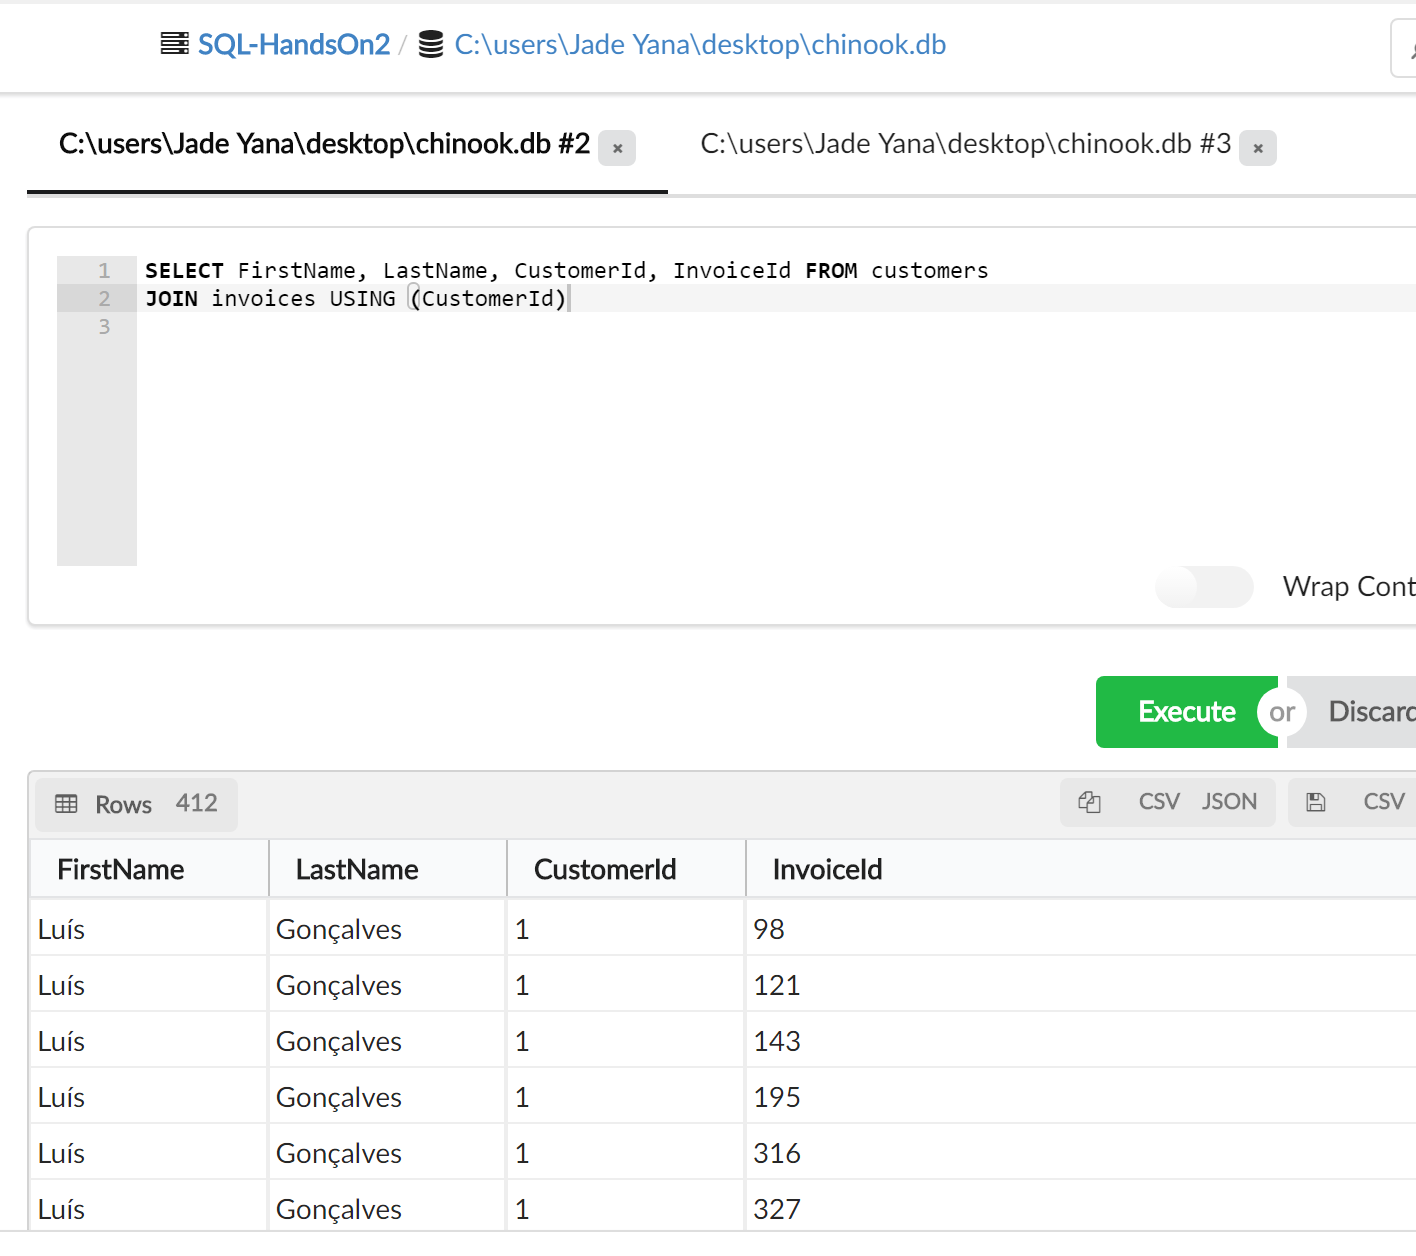 SQL-HandsOn2 / C:\users\Jade Yana\desktop\chinook.db
C:\users\Jade Yana\desktop\chinook.db #2 × C:\users\Jade Yana\desktop\chinook.db #3 ×
1 SELECT FirstName, LastName, CustomerId, InvoiceId FROM customers
2 JOIN invoices USING (CustomerId)
3
Wrap Cont
Execute or Discard
Rows 412 CSV JSON CSV
FirstName LastName CustomerId InvoiceId
Luís Gonçalves 1 98
Luís Gonçalves 1 121
Luís Gonçalves 1 143
Luís Gonçalves 1 195
Luís Gonçalves 1 316
Luís Gonçalves 1 327